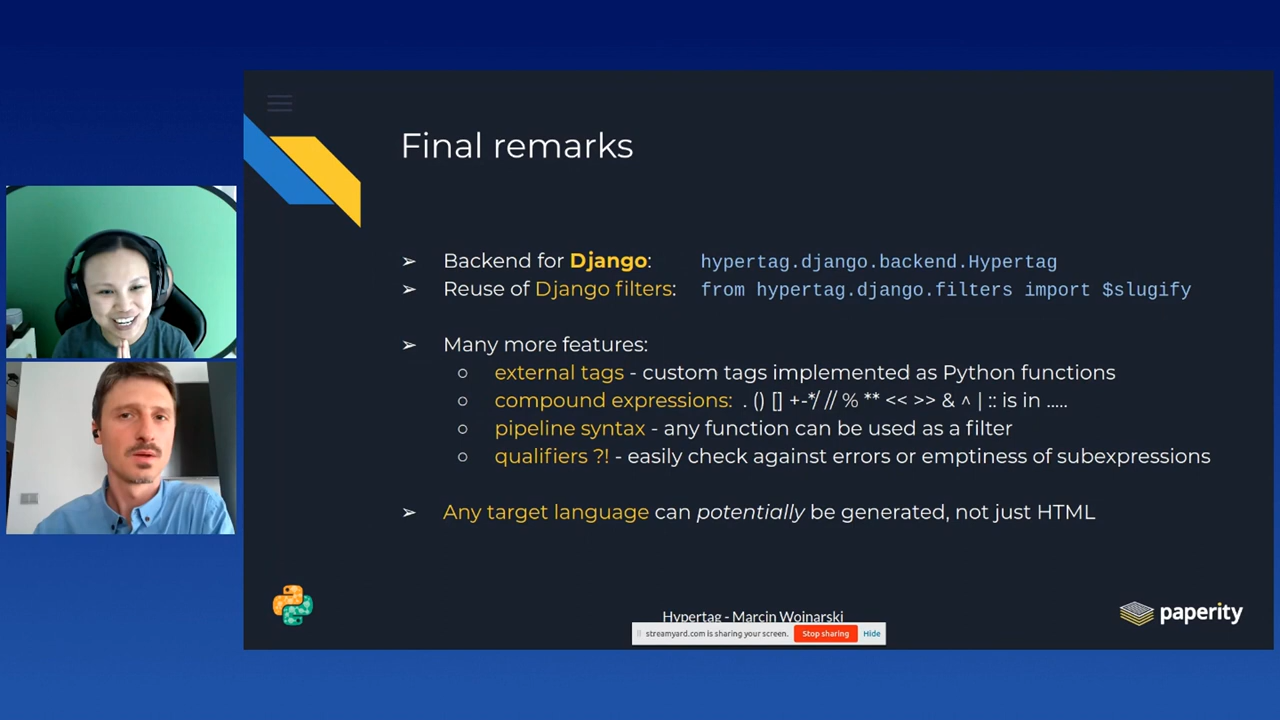 Final remarks
➢ Backend for Django: hypertag.django.backend.Hypertag
➢ Reuse of Django filters: from hypertag.django.filters import $slugify
➢ Many more features:
○ external tags - custom tags implemented as Python functions
○ compound expressions: . () [] +-*/ // % ** << >> & ^ | :: is in .....
○ pipeline syntax - any function can be used as a filter
○ qualifiers ?! - easily check against errors or emptiness of subexpressions
➢ Any target language can potentially be generated, not just HTML
Hypertag - Marcin Wojnarski
paperity
streamyard.com is sharing your screen. Stop sharing Hide